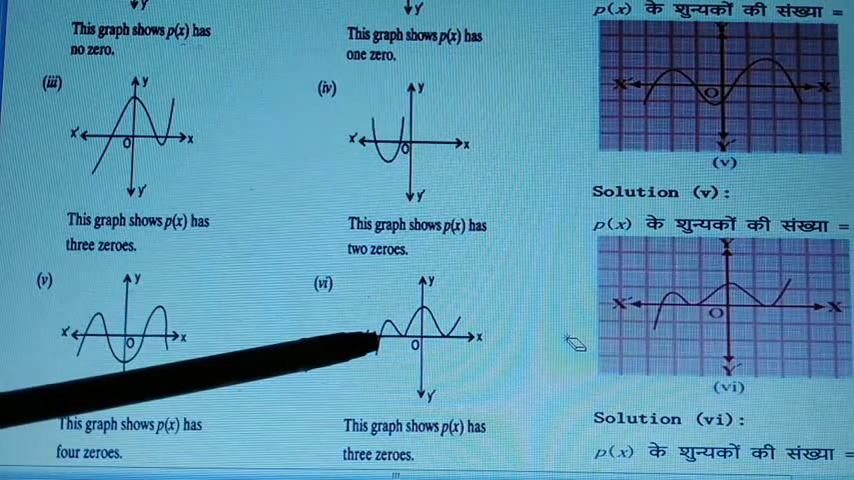 Y'
Y'
This graph shows p(x) has
no zero.
This graph shows p(x) has
one zero.
(iii)
Y
X'
O
X
Y'
This graph shows p(x) has
three zeroes.
(iv)
Y
X'
O
X
Y'
This graph shows p(x) has
two zeroes.
(v)
Y
X'
O
X
This graph shows p(x) has
four zeroes.
(vi)
Y
O
X
Y'
This graph shows p(x) has
three zeroes.
p(x) के शुन्यकों की संख्या =
Y
X'
O
X
Y'
(v)
Solution (v):
p(x) के शुन्यकों की संख्या =
Y
X'
O
X
Y'
(vi)
Solution (vi):
p(x) के शुन्यकों की संख्या =